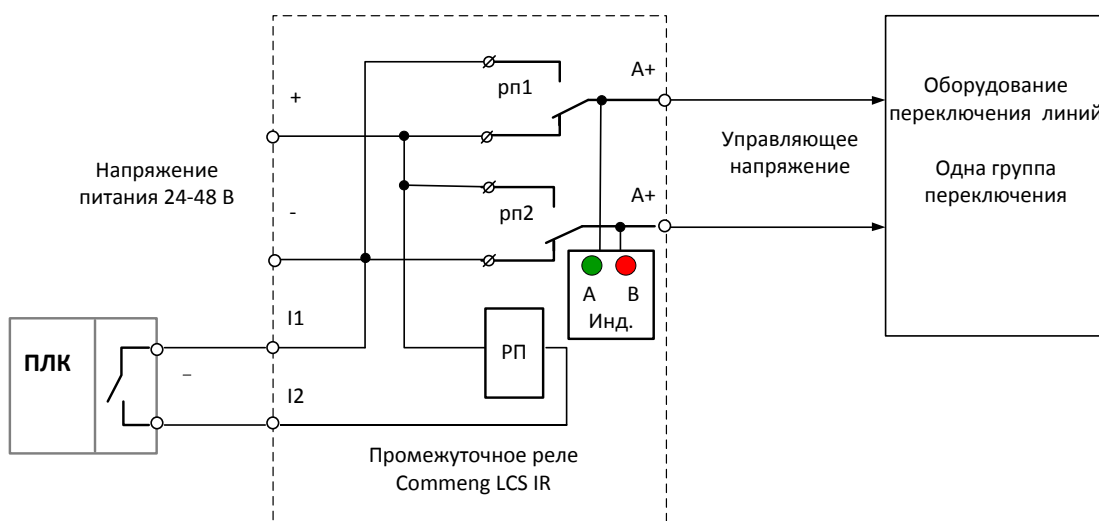 +
рп1
A+
Напряжение
питания 24-48 В
Управляющее
напряжение
Оборудование
переключения линий
Одна группа
переключения
-
рп2
A+
A B
Инд.
I1
РП
ПЛК
–
I2
Промежуточное реле
Commeng LCS IR